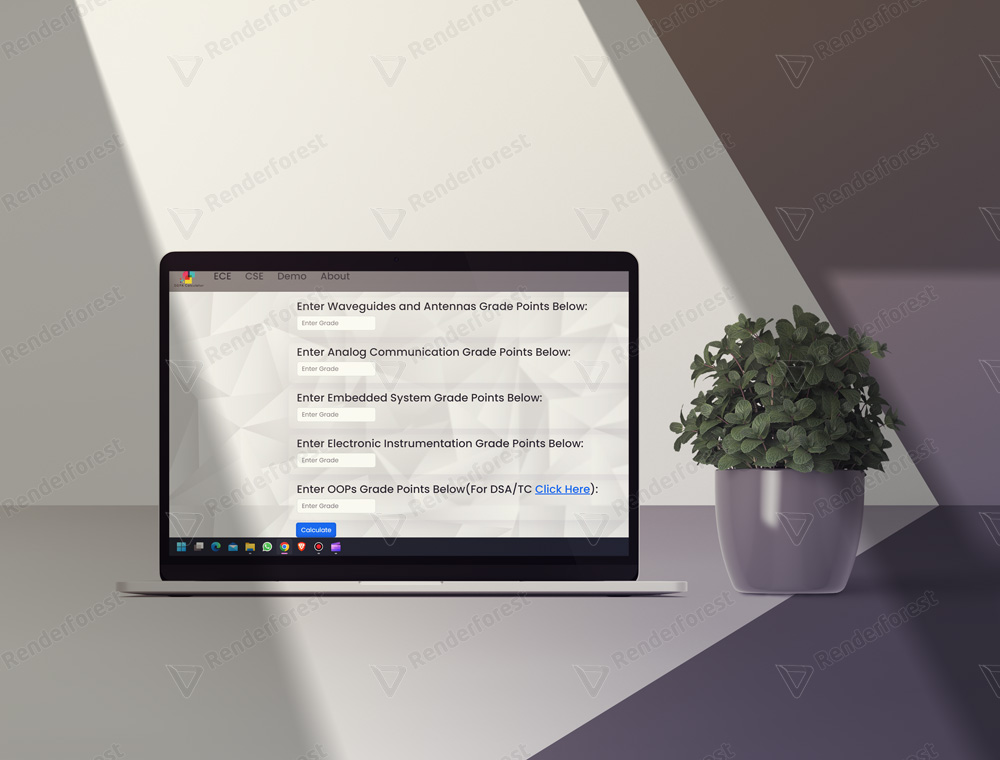 ECE CSE Demo About
Enter Waveguides and Antennas Grade Points Below:
Enter Grade
Enter Analog Communication Grade Points Below:
Enter Grade
Enter Embedded System Grade Points Below:
Enter Grade
Enter Electronic Instrumentation Grade Points Below:
Enter Grade
Enter OOPs Grade Points Below(For DSA/TC Click Here):
Enter Grade
Calculate
Renderforest